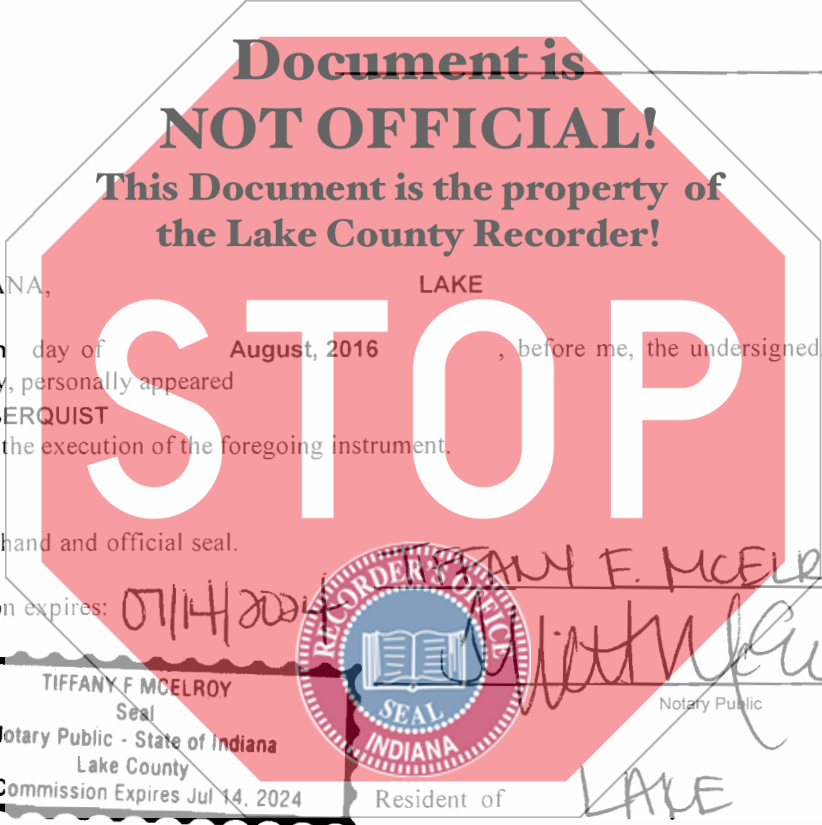 Document is
NOT OFFICIAL!
This Document is the property of
the Lake County Recorder!
ANA, LAKE
day of August, 2016 , before me, the undersigned,
y, personally appeared
ERQUIST
the execution of the foregoing instrument.
STOP
hand and official seal.
TIFFANY F. MCELR
n expires: 07/14/2024
RECORDER'S OFFICE
SEAL
INDIANA
Notary Public
TIFFANY F MCELROY
Seal
Notary Public - State of Indiana
Lake County
Commission Expires Jul 14, 2024
Resident of LAKE